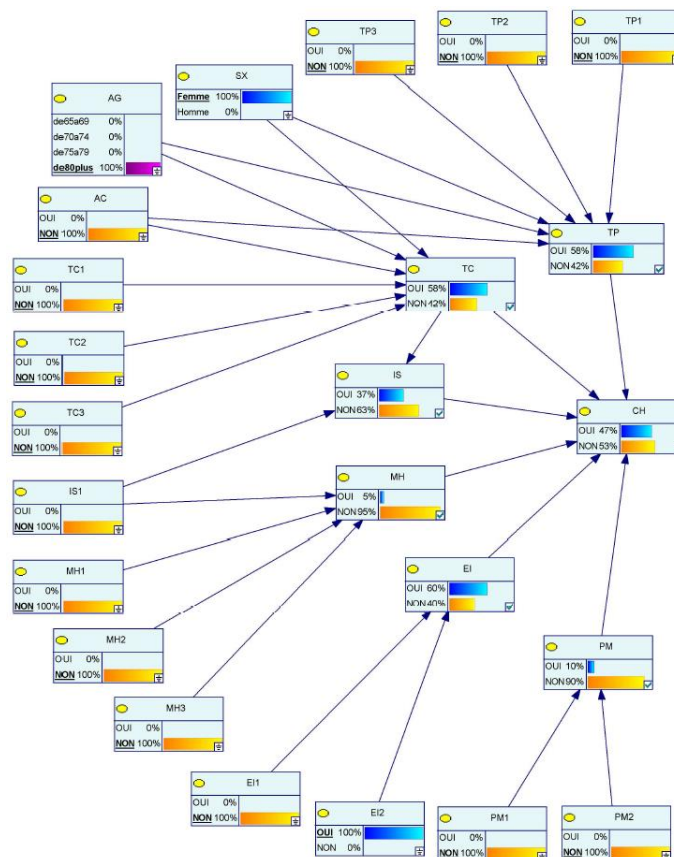 TP3
OUI 0%
NON 100%
TP2
OUI 0%
NON 100%
TP1
OUI 0%
NON 100%
SX
Femme 100%
Homme 0%
AG
de65a69 0%
de70a74 0%
de75a79 0%
de80plus 100%
AC
OUI 0%
NON 100%
TP
OUI 58%
NON 42%
TC1
OUI 0%
NON 100%
TC
OUI 58%
NON 42%
TC2
OUI 0%
NON 100%
IS
OUI 37%
NON 63%
TC3
OUI 0%
NON 100%
CH
OUI 47%
NON 53%
IS1
OUI 0%
NON 100%
MH
OUI 5%
NON 95%
MH1
OUI 0%
NON 100%
EI
OUI 60%
NON 40%
MH2
OUI 0%
NON 100%
PM
OUI 10%
NON 90%
MH3
OUI 0%
NON 100%
EI1
OUI 0%
NON 100%
EI2
OUI 100%
NON 0%
PM1
OUI 0%
NON 100%
PM2
OUI 0%
NON 100%